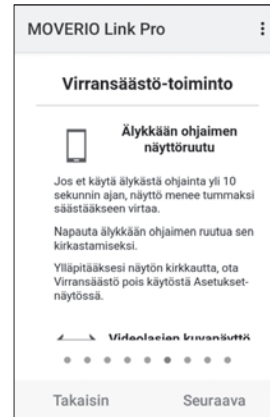 MOVERIO Link Pro
Virransäästö-toiminto
Älykkään ohjaimen
näyttöruutu
Jos et käytä älykästä ohjainta yli 10
sekunnin ajan, näyttö menee tummaksi
säästääkseen virtaa.
Napauta älykkään ohjaimen ruutua sen
kirkastamiseksi.
Ylläpitääksesi näytön kirkkautta, ota
Virransäästö pois käytöstä Asetukset-
näytössä.
Videolasien kuvanäyttö
Takaisin Seuraava